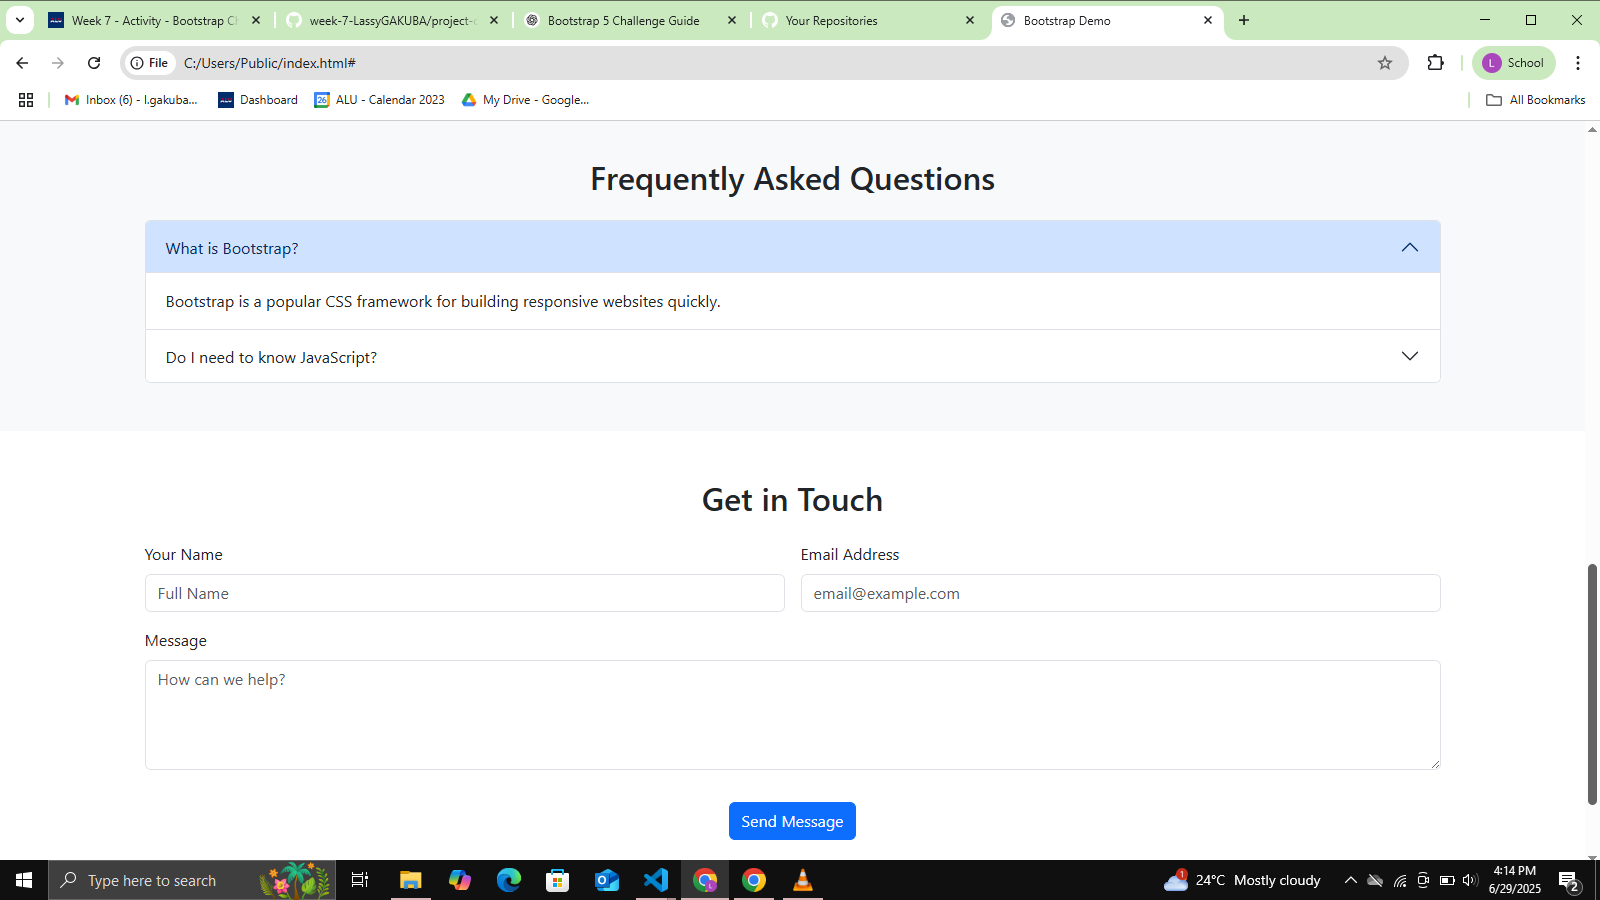 Week 7 - Activity - Bootstrap Ch
week-7-LassyGAKUBA/project-c
Bootstrap 5 Challenge Guide
Your Repositories
Bootstrap Demo
File
C:/Users/Public/index.html#
L
School
Inbox (6) - l.gakuba...
Dashboard
26
ALU - Calendar 2023
My Drive - Google...
All Bookmarks
Frequently Asked Questions
What is Bootstrap?
Bootstrap is a popular CSS framework for building responsive websites quickly.
Do I need to know JavaScript?
Get in Touch
Your Name
Email Address
Full Name
email@example.com
Message
How can we help?
Send Message
Type here to search
1
24°C Mostly cloudy
4:14 PM
6/29/2025
2